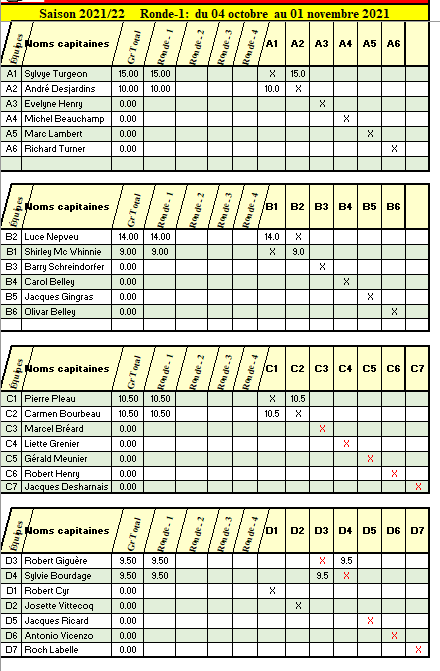 Saison 2021/22 Ronde-1: du 04 octobre au 01 novembre 2021
Équipes Noms capitaines GrTotal Ronde-1 Ronde-2 Ronde-3 Ronde-4 A1 A2 A3 A4 A5 A6
A1 Sylvye Turgeon 15.00 15.00 X 15.0
A2 André Desjardins 10.00 10.00 10.0 X
A3 Evelyne Henry 0.00 X
A4 Michel Beauchamp 0.00 X
A5 Marc Lambert 0.00 X
A6 Richard Turner 0.00 X
Équipes Noms capitaines GrTotal Ronde-1 Ronde-2 Ronde-3 Ronde-4 B1 B2 B3 B4 B5 B6
B2 Luce Nepveu 14.00 14.00 14.0 X
B1 Shirley Mc Whinnie 9.00 9.00 X 9.0
B3 Barry Schreindorfer 0.00 X
B4 Carol Belley 0.00 X
B5 Jacques Gingras 0.00 X
B6 Olivar Belley 0.00 X
Équipes Noms capitaines GrTotal Ronde-1 Ronde-2 Ronde-3 Ronde-4 C1 C2 C3 C4 C5 C6 C7
C1 Pierre Pleau 10.50 10.50 X 10.5
C2 Carmen Bourbeau 10.50 10.50 10.5 X
C3 Marcel Bréard 0.00 X
C4 Liette Grenier 0.00 X
C5 Gérald Meunier 0.00 X
C6 Robert Henry 0.00 X
C7 Jacques Desharnais 0.00 X
Équipes Noms capitaines GrTotal Ronde-1 Ronde-2 Ronde-3 Ronde-4 D1 D2 D3 D4 D5 D6 D7
D3 Robert Giguère 9.50 9.50 X 9.5
D4 Sylvie Bourdage 9.50 9.50 9.5 X
D1 Robert Cyr 0.00 X
D2 Josette Vittecoq 0.00 X
D5 Jacques Ricard 0.00 X
D6 Antonio Vicenzo 0.00 X
D7 Roch Labelle 0.00 X